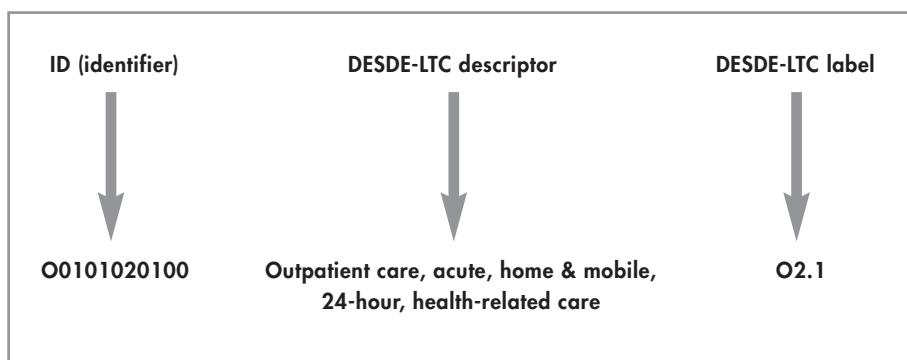 ID (identifier)
DESDE-LTC descriptor
DESDE-LTC label
O0101020100
Outpatient care, acute, home & mobile,
24-hour, health-related care
O2.1